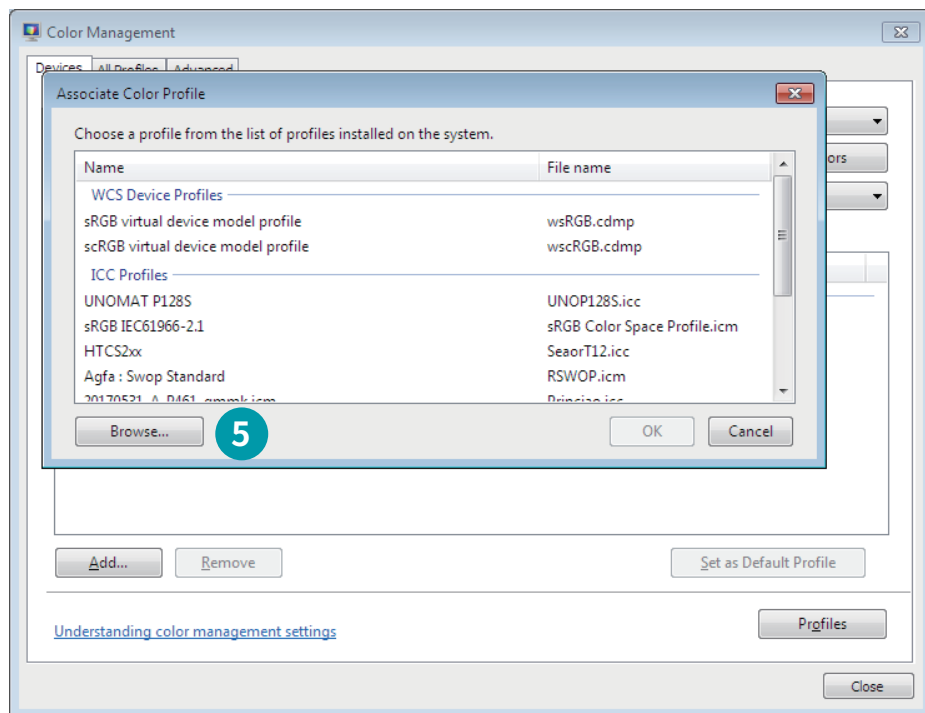 Color Management
Devices All Profiles Advanced
Associate Color Profile
Choose a profile from the list of profiles installed on the system.
ors
Name File name
WCS Device Profiles
sRGB virtual device model profile wsRGB.cdmp
scRGB virtual device model profile wscRGB.cdmp
ICC Profiles
UNOMAT P128S UNOP128S.icc
sRGB IEC61966-2.1 sRGB Color Space Profile.icm
HTCS2xx SeaorT12.icc
Agfa : Swop Standard RSWOP.icm
20170531_A_P461_gmmk.icm
Browse... 5 OK Cancel
Add... Remove Set as Default Profile
Understanding color management settings Profiles
Close